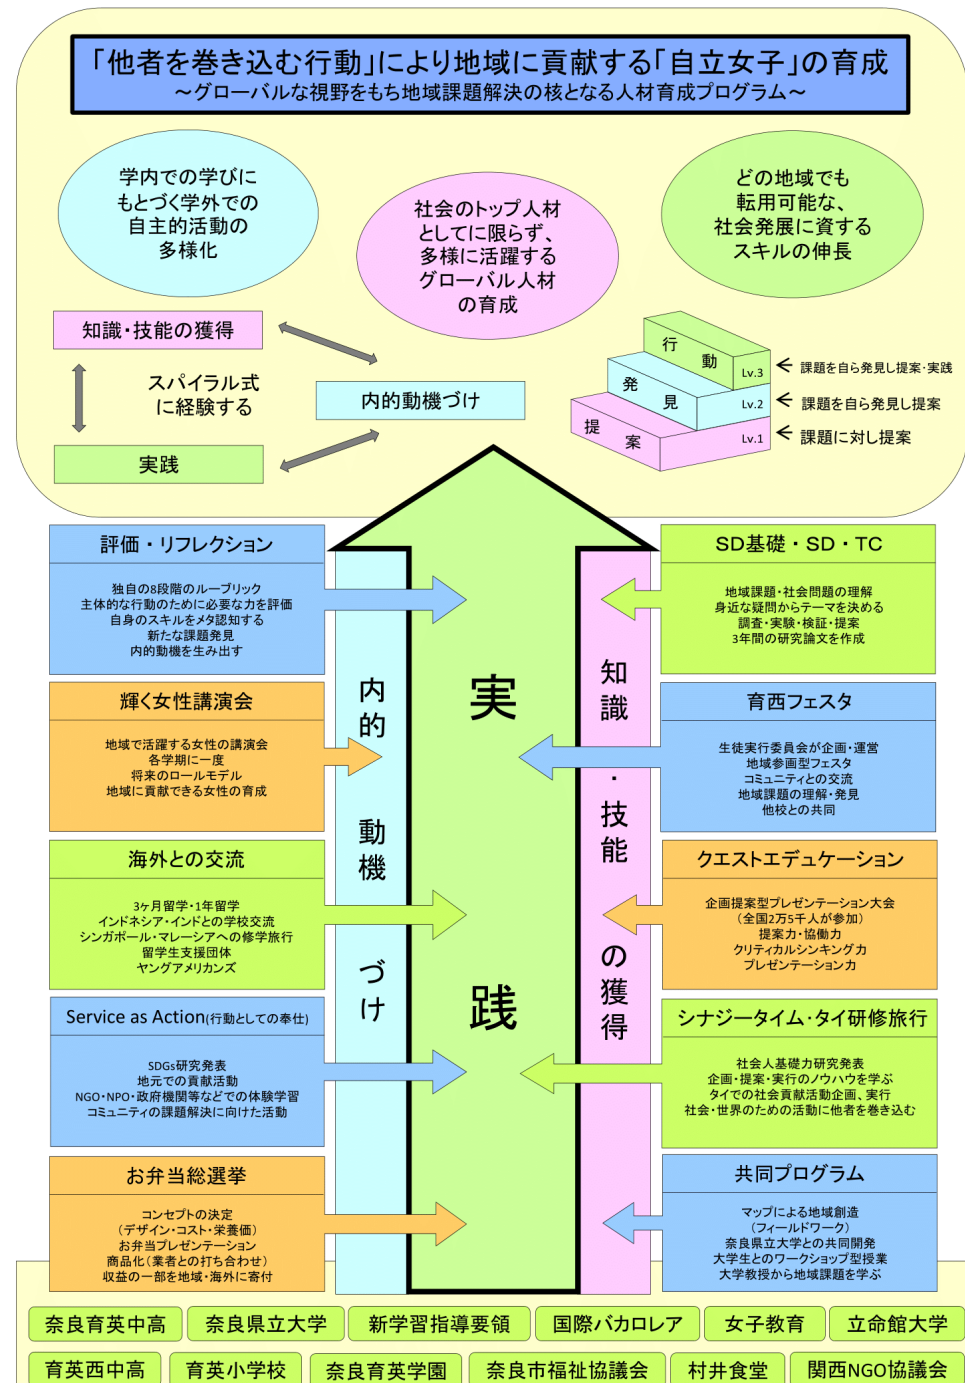 「他者を巻き込む行動」により地域に貢献する「自立女子」の育成
～グローバルな視野をもち地域課題解決の核となる人材育成プログラム～
学内での学びに
もとづく学外での
自主的活動の
多様化
社会のトップ人材
としてに限らず、
多様に活躍する
グローバル人材
の育成
どの地域でも
転用可能な、
社会発展に資する
スキルの伸長
知識・技能の獲得
スパイラル式
に経験する
内的動機づけ
実践
行動
Lv.3
課題を自ら発見し提案・実践
発見
Lv.2
課題を自ら発見し提案
提案
Lv.1
課題に対し提案
評価・リフレクション
独自の8段階のルーブリック
主体的な行動のために必要な力を評価
自身のスキルをメタ認知する
新たな課題発見
内的動機を生み出す
輝く女性講演会
地域で活躍する女性の講演会
各学期に一度
将来のロールモデル
地域に貢献できる女性の育成
海外との交流
3ヶ月留学・1年留学
インドネシア・インドとの学校交流
シンガポール・マレーシアへの修学旅行
留学生支援団体
ヤングアメリカンズ
Service as Action(行動としての奉仕)
SDGs研究発表
地元での貢献活動
NGO・NPO・政府機関等などでの体験学習
コミュニティの課題解決に向けた活動
お弁当総選挙
コンセプトの決定
（デザイン・コスト・栄養価）
お弁当プレゼンテーション
商品化（業者との打ち合わせ）
収益の一部を地域・海外に寄付
内的動機づけ
実践
知識・技能の獲得
SD基礎・SD・TC
地域課題・社会問題の理解
身近な疑問からテーマを決める
調査・実験・検証・提案
3年間の研究論文を作成
育西フェスタ
生徒実行委員会が企画・運営
地域参画型フェスタ
コミュニティとの交流
地域課題の理解・発見
他校との共同
クエストエデュケーション
企画提案型プレゼンテーション大会
（全国2万5千人が参加）
提案力・協働力
クリティカルシンキング力
プレゼンテーション力
シナジータイム・タイ研修旅行
社会人基礎力研究発表
企画・提案・実行のノウハウを学ぶ
タイでの社会貢献活動企画、実行
社会・世界のための活動に他者を巻き込む
共同プログラム
マップによる地域創造
（フィールドワーク）
奈良県立大学との共同開発
大学生とのワークショップ型授業
大学教授から地域課題を学ぶ
奈良育英中高
奈良県立大学
新学習指導要領
国際バカロレア
女子教育
立命館大学
育英西中高
育英小学校
奈良育英学園
奈良市福祉協議会
村井食堂
関西NGO協議会